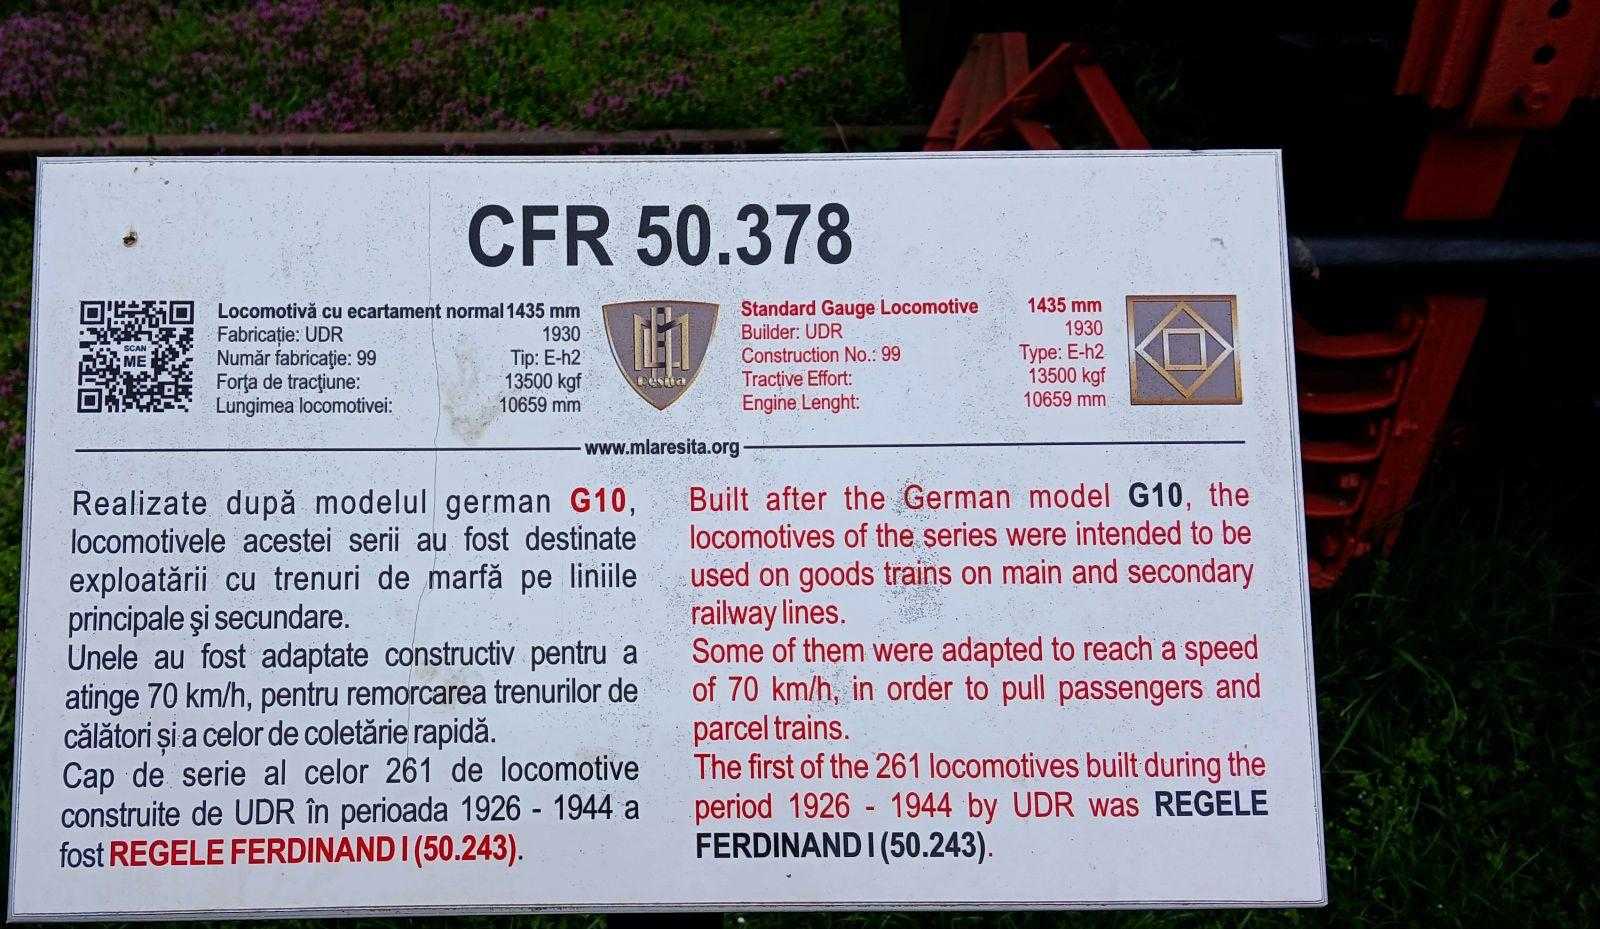 CFR 50.378
SCAN
ME
Locomotivă cu ecartament normal 1435 mm
Fabricație: UDR 1930
Număr fabricaţie: 99 Tip: E-h2
Forţa de tracţiune: 13500 kgf
Lungimea locomotivei: 10659 mm
Standard Gauge Locomotive 1435 mm
Builder: UDR 1930
Construction No.: 99 Type: E-h2
Tractive Effort: 13500 kgf
Engine Lenght: 10659 mm
www.mlaresita.org
Realizate după modelul german G10,
locomotivele acestei serii au fost destinate
exploatării cu trenuri de marfă pe liniile
principale şi secundare.
Unele au fost adaptate constructiv pentru a
atinge 70 km/h, pentru remorcarea trenurilor de
călători și a celor de coletărie rapidă.
Cap de serie al celor 261 de locomotive
construite de UDR în perioada 1926 - 1944 a
fost REGELE FERDINAND I (50.243).
Built after the German model G10, the
locomotives of the series were intended to be
used on goods trains on main and secondary
railway lines.
Some of them were adapted to reach a speed
of 70 km/h, in order to pull passengers and
parcel trains.
The first of the 261 locomotives built during the
period 1926 - 1944 by UDR was REGELE
FERDINAND I (50.243).